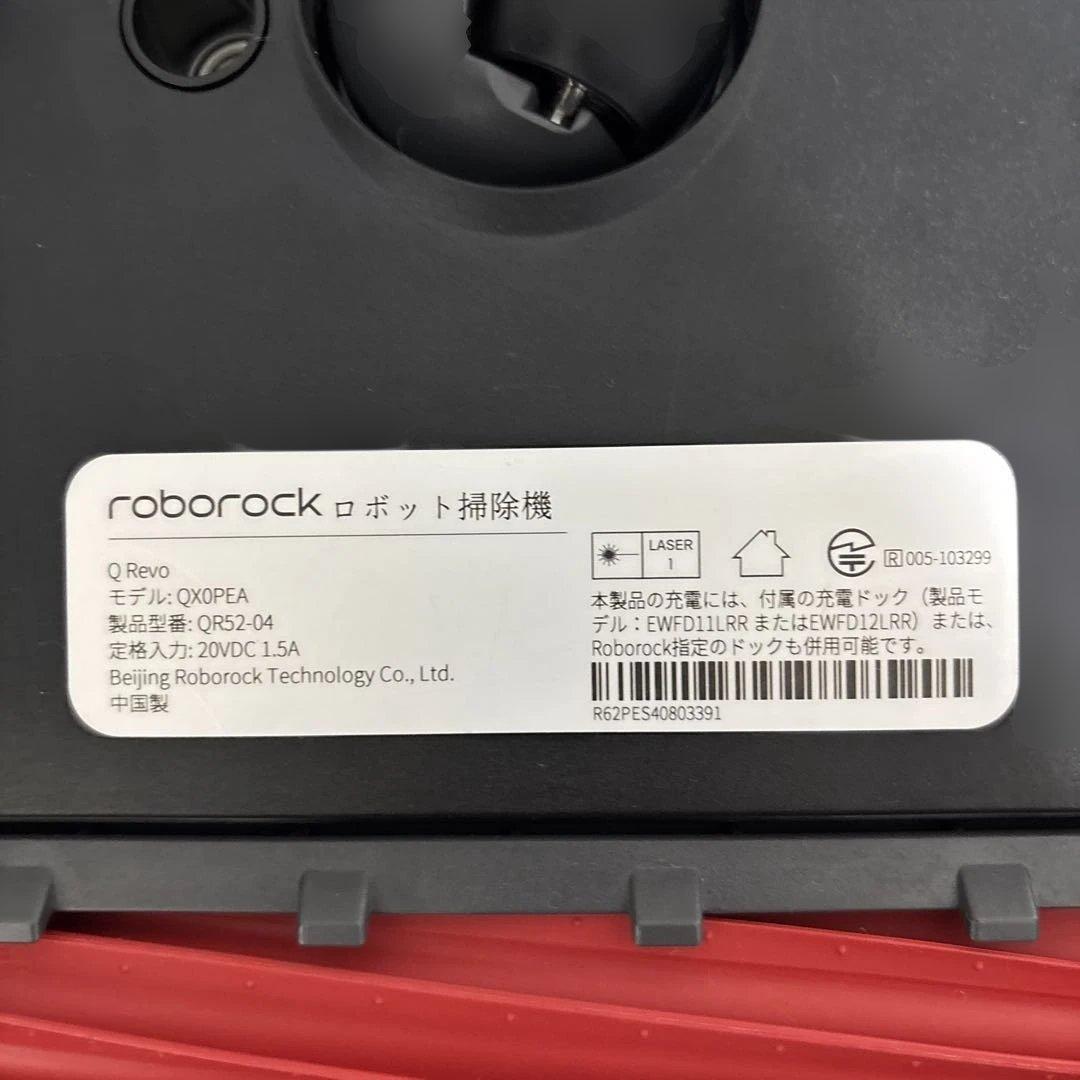 roborock ロボット掃除機
Q Revo
モデル: QX0PEA
製品型番: QR52-04
定格入力: 20VDC 1.5A
Beijing Roborock Technology Co., Ltd.
中国製
LASER
1
R 005-103299
本製品の充電には、付属の充電ドック（製品モ
デル：EWFD11LRR またはEWFD12LRR）または、
Roborock指定のドックも併用可能です。
R62PES40803391